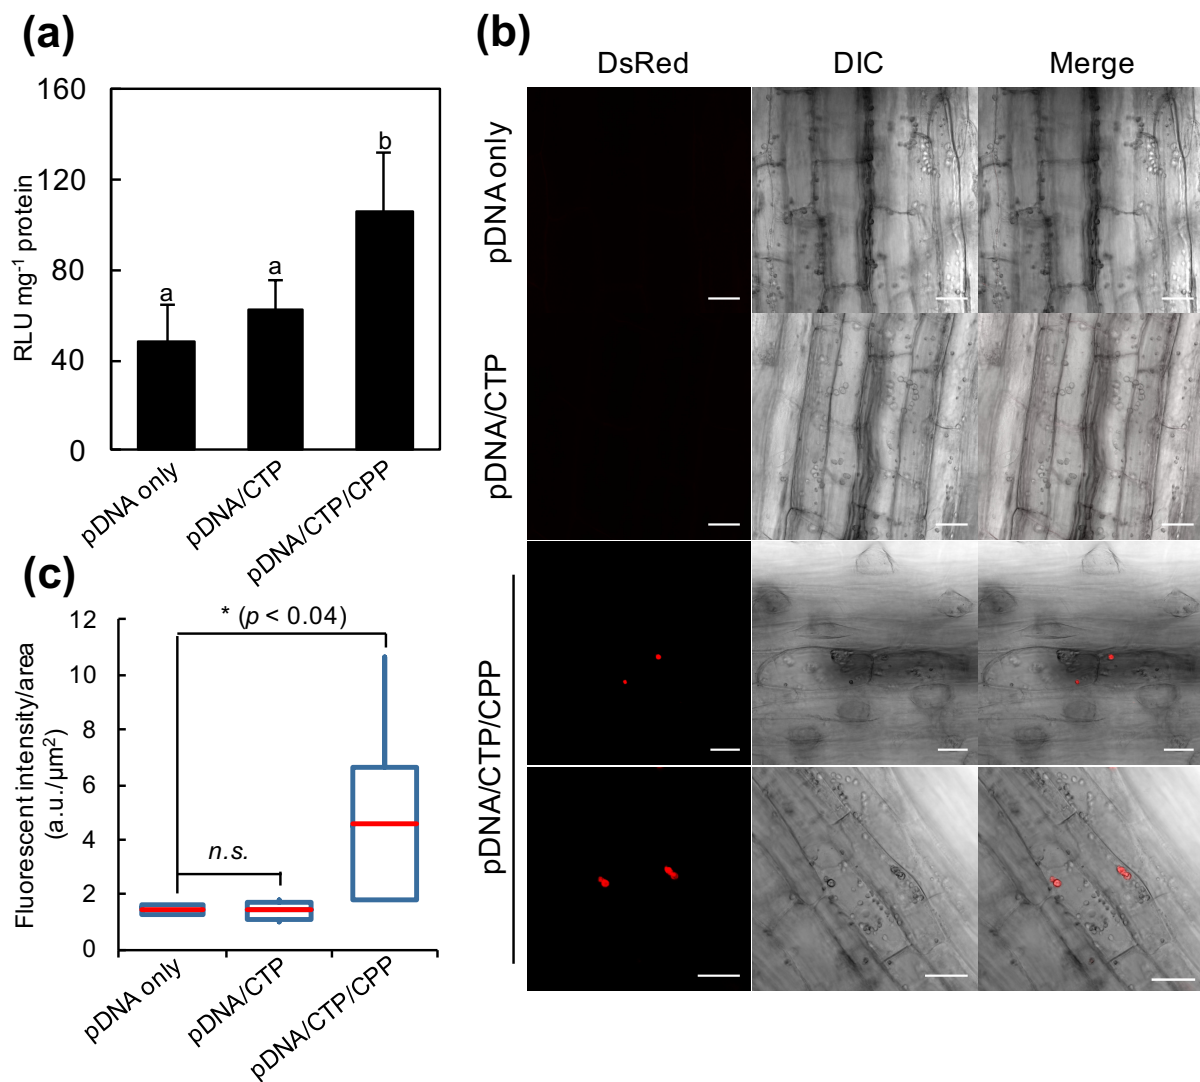 (a)
160
120
80
40
0
RLU mg⁻¹ protein
a
a
b
pDNA only
pDNA/CTP
pDNA/CTP/CPP
(b)
DsRed
DIC
Merge
pDNA only
pDNA/CTP
pDNA/CTP/CPP
(c)
12
10
8
6
4
2
0
Fluorescent intensity/area
(a.u./µm²)
* (p < 0.04)
n.s.
pDNA only
pDNA/CTP
pDNA/CTP/CPP